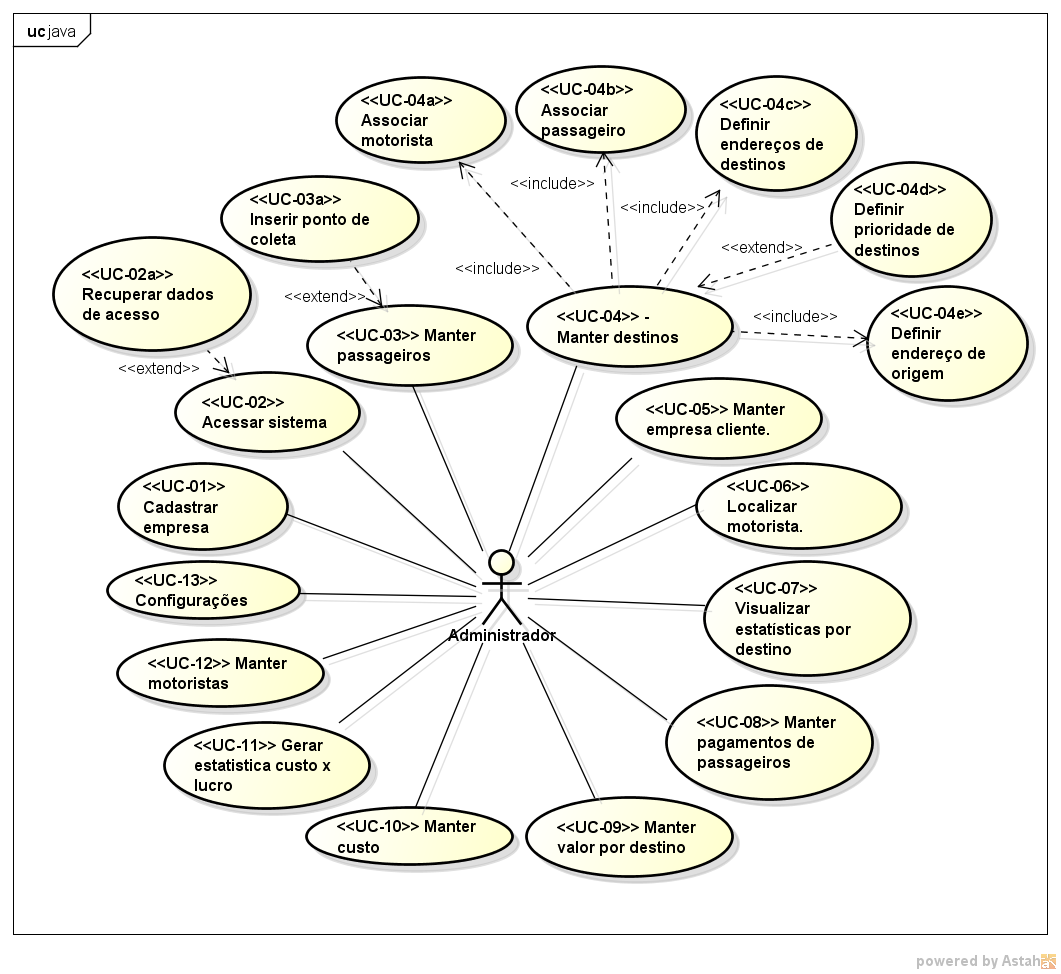 uc java
<<UC-04a>>
Associar
motorista
<<UC-04b>>
Associar
passageiro
<<UC-04c>>
Definir
endereços de
destinos
<<UC-04d>>
Definir
prioridade de
destinos
<<UC-03a>>
Inserir ponto de
coleta
<<UC-02a>>
Recuperar dados
de acesso
<<include>>
<<include>>
<<extend>>
<<include>>
<<extend>>
<<include>>
<<UC-04e>>
Definir
endereço de
origem
<<UC-04>> -
Manter destinos
<<UC-03>> Manter
passageiros
<<extend>>
<<UC-02>>
Acessar sistema
<<UC-05>> Manter
empresa cliente.
<<UC-01>>
Cadastrar
empresa
<<UC-06>>
Localizar
motorista.
<<UC-13>>
Configurações
<<UC-07>>
Visualizar
estatísticas por
destino
Administrador
<<UC-12>> Manter
motoristas
<<UC-08>> Manter
pagamentos de
passageiros
<<UC-11>> Gerar
estatistica custo x
lucro
<<UC-10>> Manter
custo
<<UC-09>> Manter
valor por destino
powered by Astah